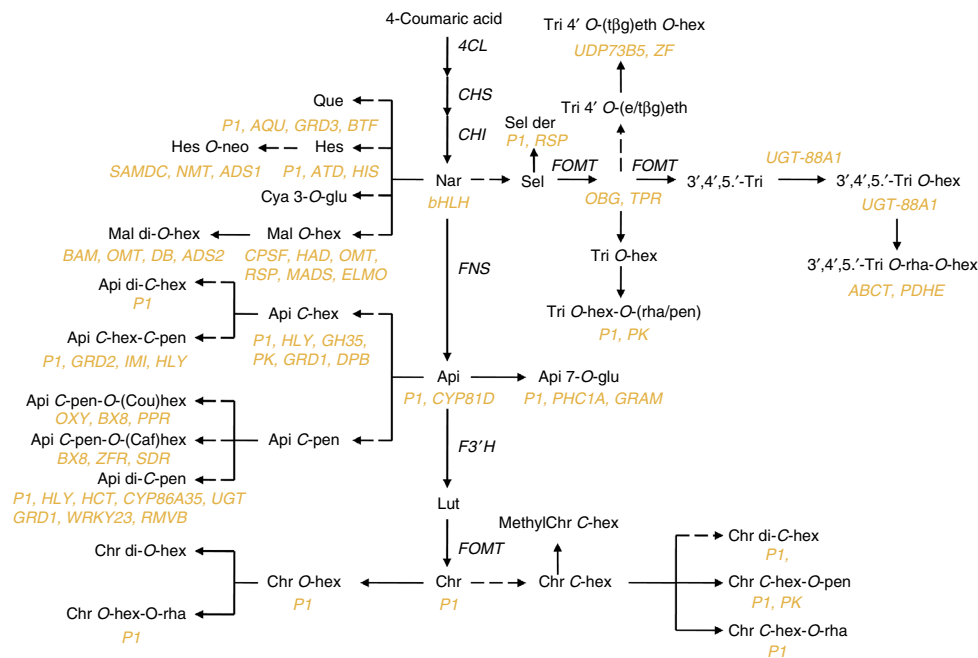 4-Coumaric acid
4CL
CHS
CHI
Tri 4′ O-(tβg)eth O-hex
UDP73B5, ZF
Tri 4′ O-(e/tβg)eth
Que
P1, AQU, GRD3, BTF
Hes O-neo
Hes
SAMDC, NMT, ADS1
P1, ATD, HIS
Cya 3-O-glu
Mal di-O-hex
Mal O-hex
BAM, OMT, DB, ADS2
CPSF, HAD, OMT,
RSP, MADS, ELMO
Nar
bHLH
Sel der
P1, RSP
Sel
FOMT
FOMT
OBG, TPR
3′,4′,5.′-Tri
UGT-88A1
3′,4′,5.′-Tri O-hex
UGT-88A1
3′,4′,5.′-Tri O-rha-O-hex
ABCT, PDHE
Tri O-hex
Tri O-hex-O-(rha/pen)
P1, PK
FNS
Api di-C-hex
P1
Api C-hex
P1, HLY, GH35,
PK, GRD1, DPB
Api C-hex-C-pen
P1, GRD2, IMI, HLY
Api
P1, CYP81D
Api 7-O-glu
P1, PHC1A, GRAM
Api C-pen-O-(Cou)hex
OXY, BX8, PPR
Api C-pen-O-(Caf)hex
BX8, ZFR, SDR
Api C-pen
Api di-C-pen
P1, HLY, HCT, CYP86A35, UGT
GRD1, WRKY23, RMVB
F3′H
Lut
FOMT
MethylChr C-hex
Chr di-O-hex
Chr O-hex
P1
Chr O-hex-O-rha
P1
Chr
P1
Chr C-hex
Chr di-C-hex
P1,
Chr C-hex-O-pen
P1, PK
Chr C-hex-O-rha
P1